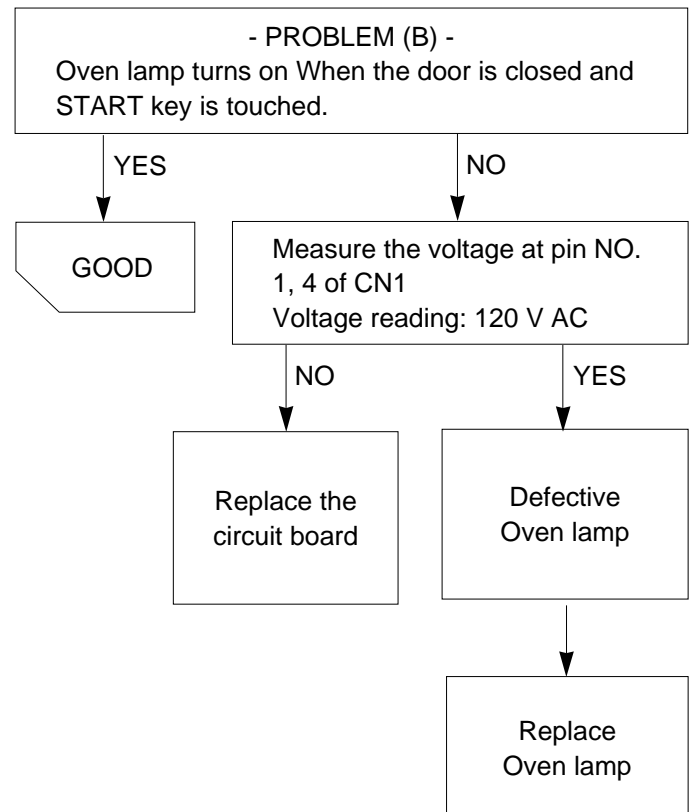 - PROBLEM (B) -
Oven lamp turns on When the door is closed and
START key is touched.
YES
NO
GOOD
Measure the voltage at pin NO.
1, 4 of CN1
Voltage reading: 120 V AC
NO
YES
Replace the
circuit board
Defective
Oven lamp
Replace
Oven lamp